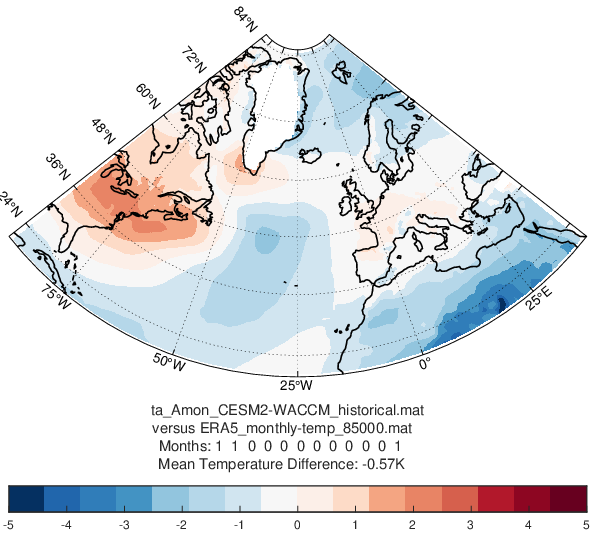 84°N
72°N
60°N
48°N
36°N
24°N
75°W
50°W
25°W
0°
25°E
ta_Amon_CESM2-WACCM_historical.mat
versus ERA5_monthly-temp_85000.mat
Months: 1 1 0 0 0 0 0 0 0 0 0 1
Mean Temperature Difference: -0.57K
-5 -4 -3 -2 -1 0 1 2 3 4 5